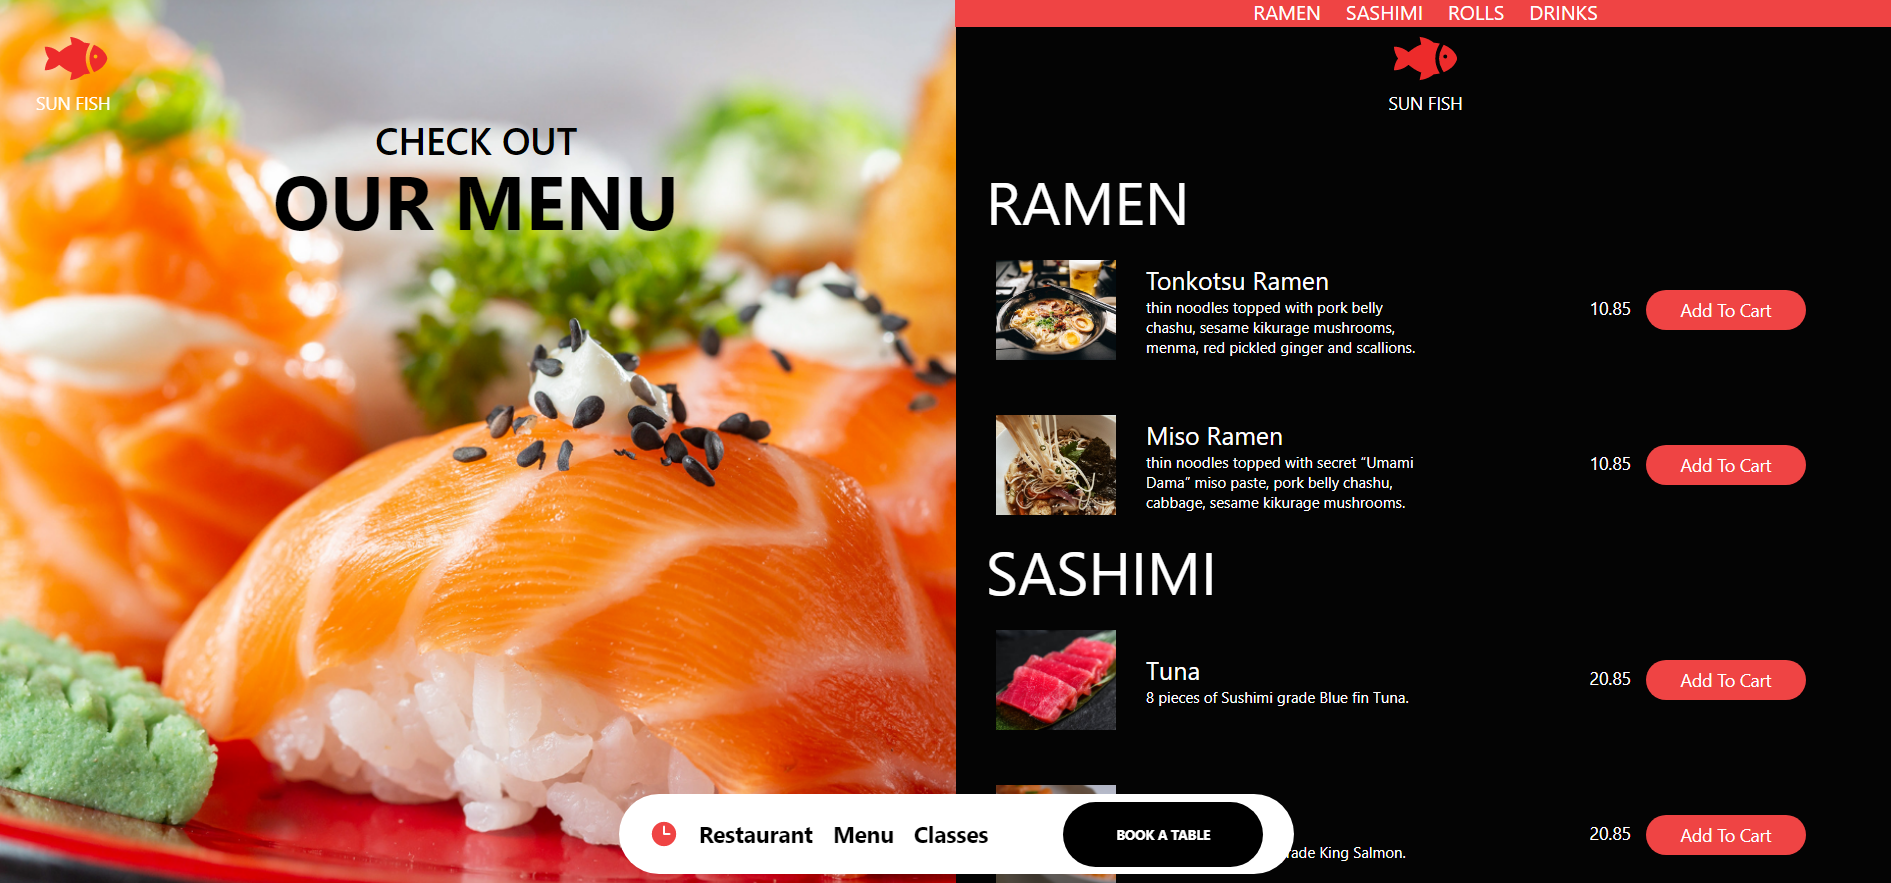 SUN FISH
CHECK OUT
OUR MENU
RAMEN SASHIMI ROLLS DRINKS
SUN FISH
RAMEN
Tonkotsu Ramen
thin noodles topped with pork belly
chashu, sesame kikurage mushrooms,
menma, red pickled ginger and scallions.
10.85
Add To Cart
Miso Ramen
thin noodles topped with secret “Umami
Dama” miso paste, pork belly chashu,
cabbage, sesame kikurage mushrooms.
10.85
Add To Cart
SASHIMI
Tuna
8 pieces of Sushimi grade Blue fin Tuna.
20.85
Add To Cart
King Salmon.
20.85
Add To Cart
Restaurant Menu Classes
BOOK A TABLE